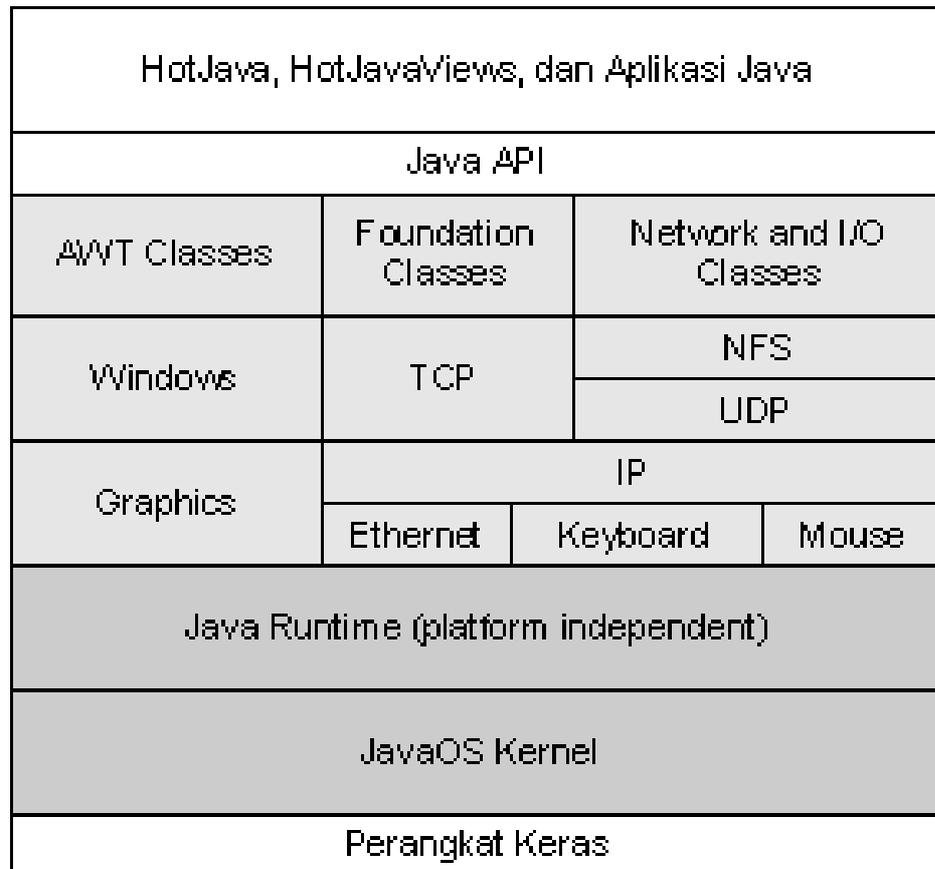 HotJava, HotJavaViews, dan Aplikasi Java
Java API
AWT Classes
Foundation
Classes
Network and I/O
Classes
Windows
TCP
NFS
UDP
Graphics
IP
Ethernet
Keyboard
Mouse
Java Runtime (platform independent)
JavaOS Kernel
Perangkat Keras